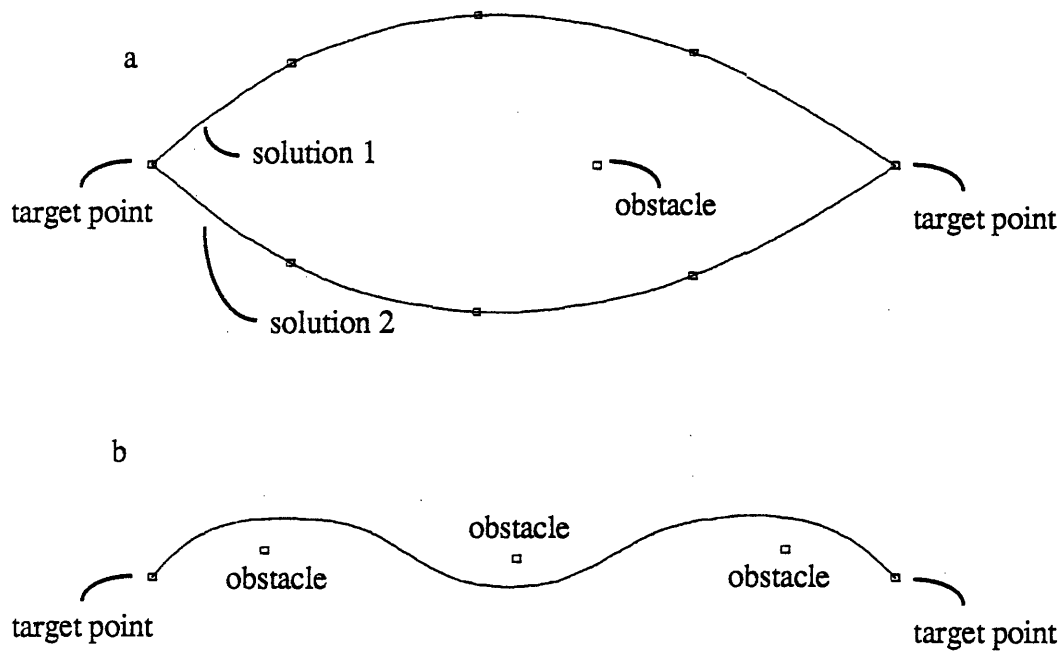 a
solution 1
target point
obstacle
target point
solution 2
b
obstacle
obstacle
obstacle
target point
target point